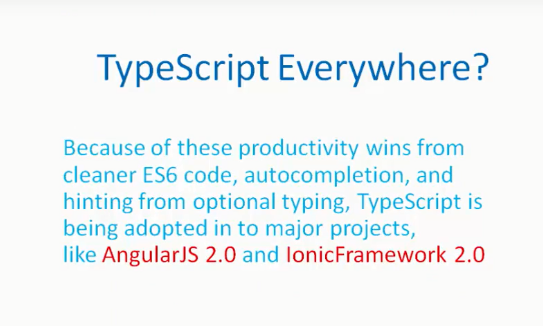 TypeScript Everywhere?
Because of these productivity wins from
cleaner ES6 code, autocompletion, and
hinting from optional typing, TypeScript is
being adopted in to major projects,
like AngularJS 2.0 and IonicFramework 2.0